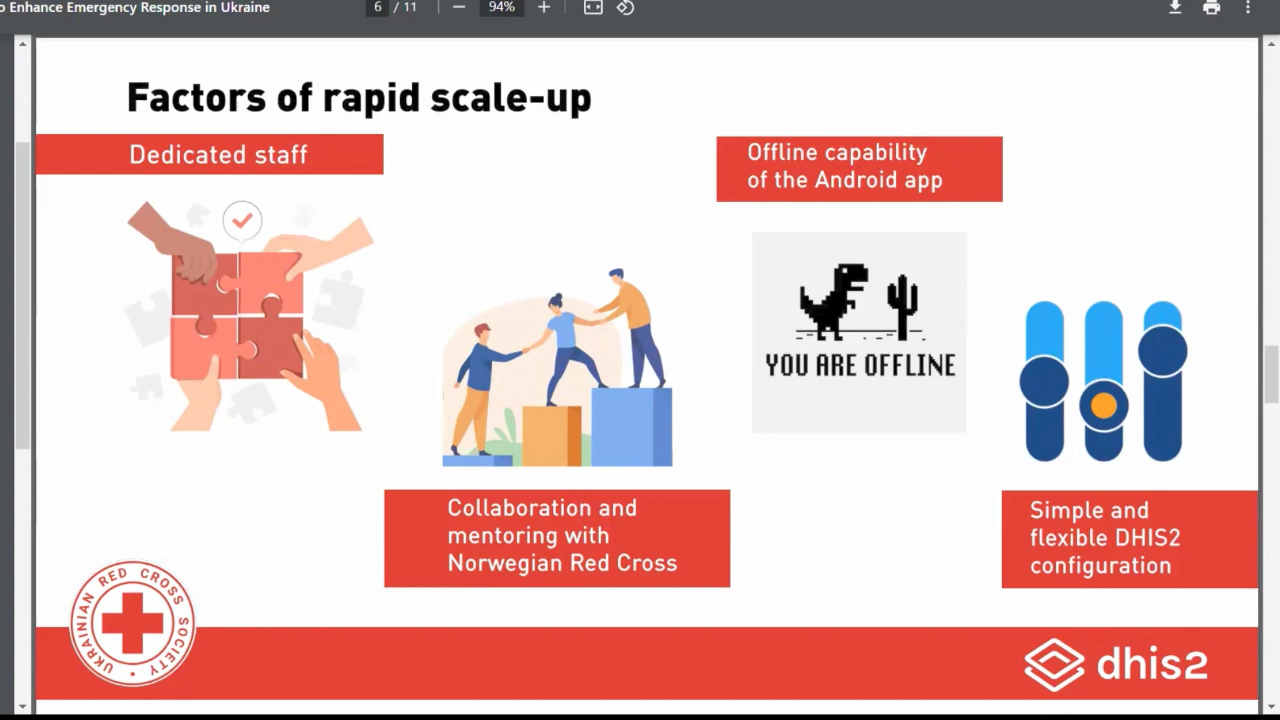 o Enhance Emergency Response in Ukraine
6 / 11
94%
Factors of rapid scale-up
Dedicated staff
Offline capability
of the Android app
YOU ARE OFFLINE
Collaboration and
mentoring with
Norwegian Red Cross
Simple and
flexible DHIS2
configuration
UKRAINIAN RED CROSS SOCIETY
dhis2